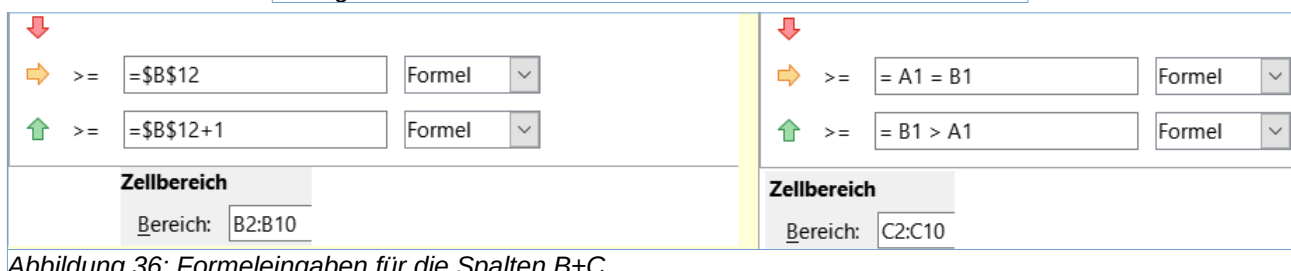 >= =$B$12 Formel
>= =$B$12+1 Formel
Zellbereich
Bereich: B2:B10
>= = A1 = B1 Formel
>= = B1 > A1 Formel
Zellbereich
Bereich: C2:C10
Abbildung 36: Formeleingaben für die Spalten B+C